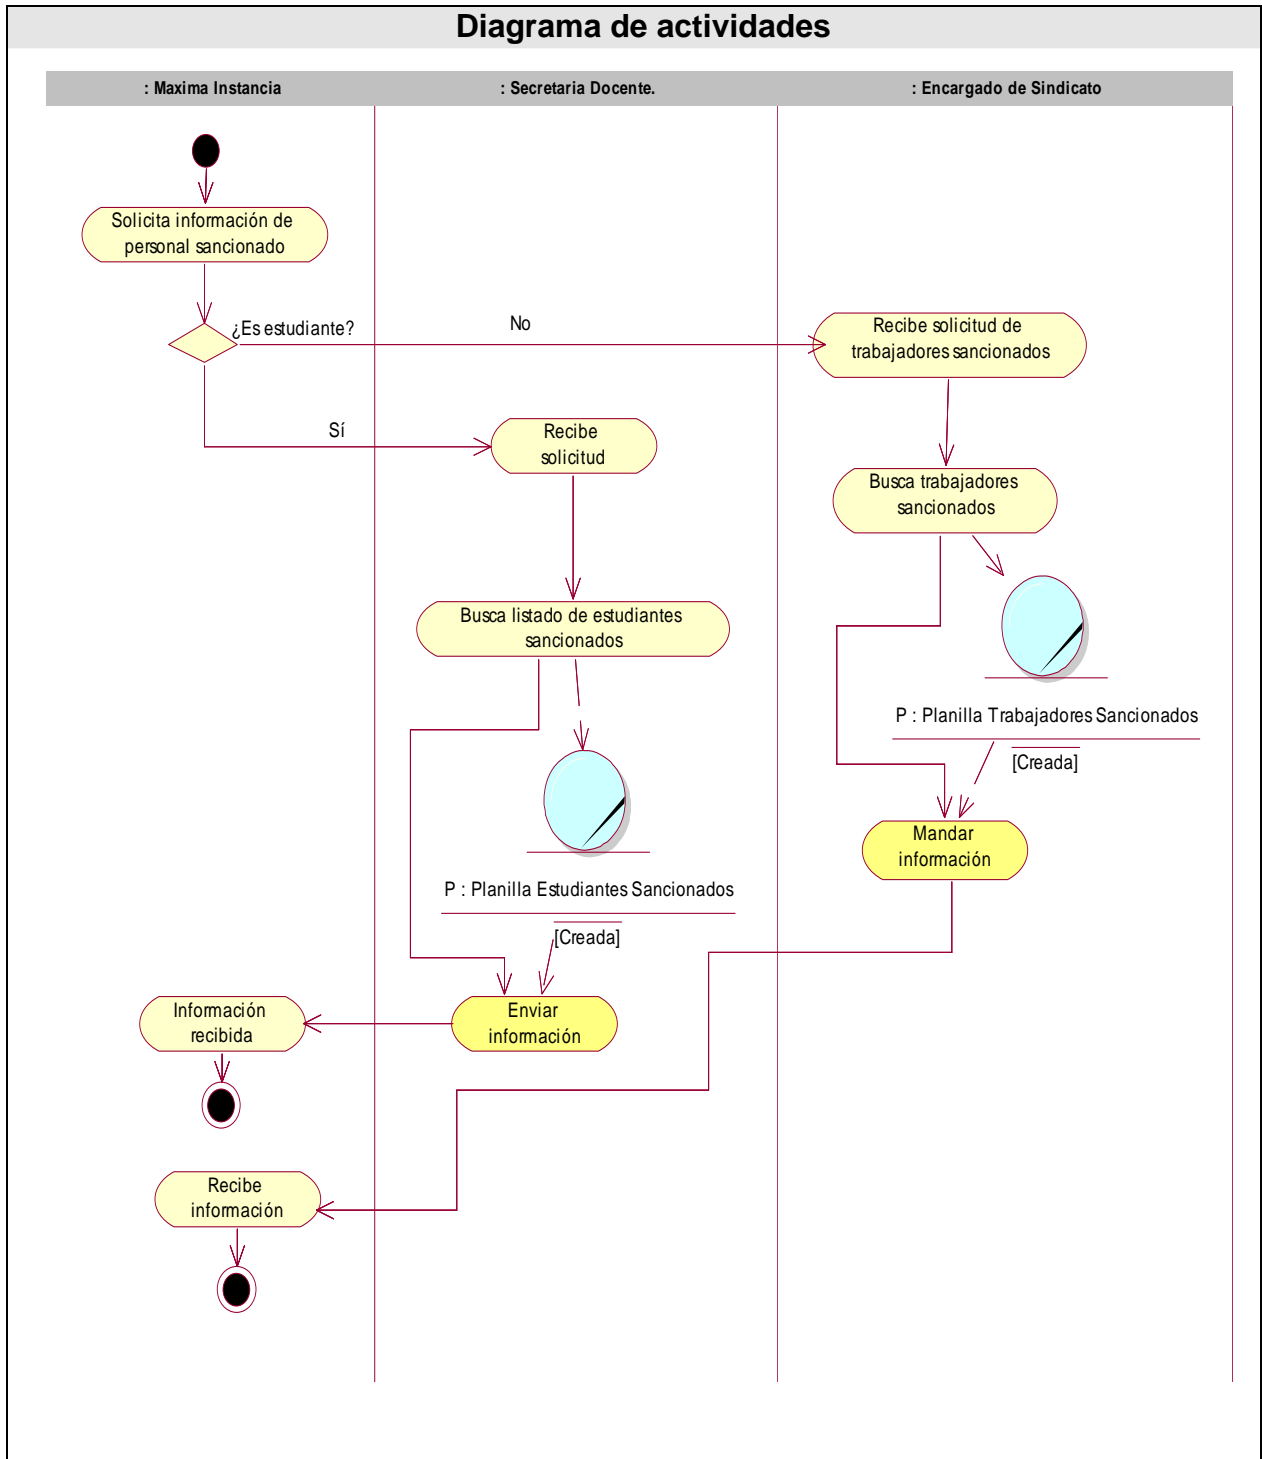 Diagrama de actividades
: Maxima Instancia
: Secretaria Docente.
: Encargado de Sindicato
Solicita información de
personal sancionado
¿Es estudiante?
No
Recibe solicitud de
trabajadores sancionados
Sí
Recibe
solicitud
Busca trabajadores
sancionados
Busca listado de estudiantes
sancionados
P : Planilla Trabajadores Sancionados
[Creada]
Mandar
información
P : Planilla Estudiantes Sancionados
[Creada]
Información
recibida
Enviar
información
Recibe
información